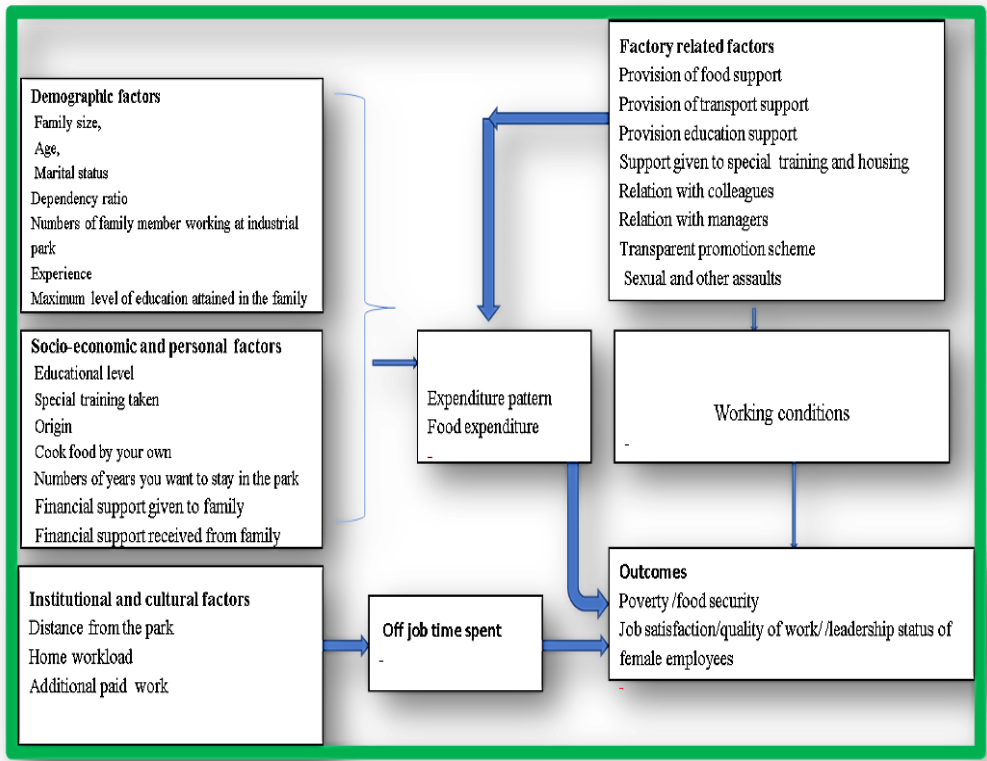 Demographic factors
Family size,
Age,
Marital status
Dependency ratio
Numbers of family member working at industrial
park
Experience
Maximum level of education attained in the family
Socio-economic and personal factors
Educational level
Special training taken
Origin
Cook food by your own
Numbers of years you want to stay in the park
Financial support given to family
Financial support received from family
Institutional and cultural factors
Distance from the park
Home workload
Additional paid work
Off job time spent
-
Expenditure pattern
Food expenditure
-
Factory related factors
Provision of food support
Provision of transport support
Provision education support
Support given to special training and housing
Relation with colleagues
Relation with managers
Transparent promotion scheme
Sexual and other assaults
Working conditions
-
Outcomes
Poverty /food security
Job satisfaction/quality of work/ /leadership status of
female employees
-